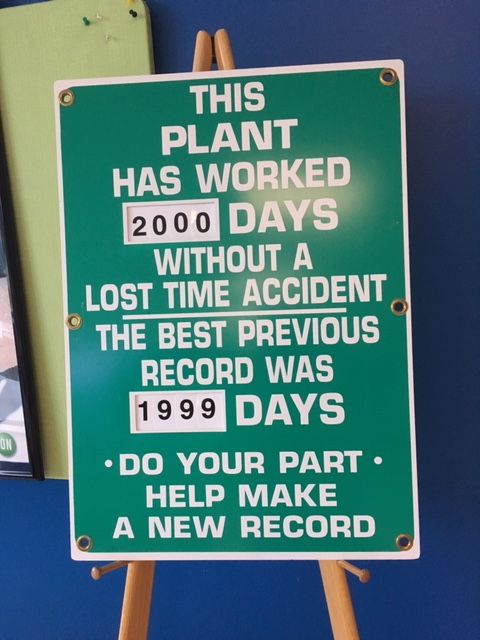 THIS
PLANT
HAS WORKED
2000 DAYS
WITHOUT A
LOST TIME ACCIDENT
THE BEST PREVIOUS
RECORD WAS
1999 DAYS
• DO YOUR PART •
HELP MAKE
A NEW RECORD
ON